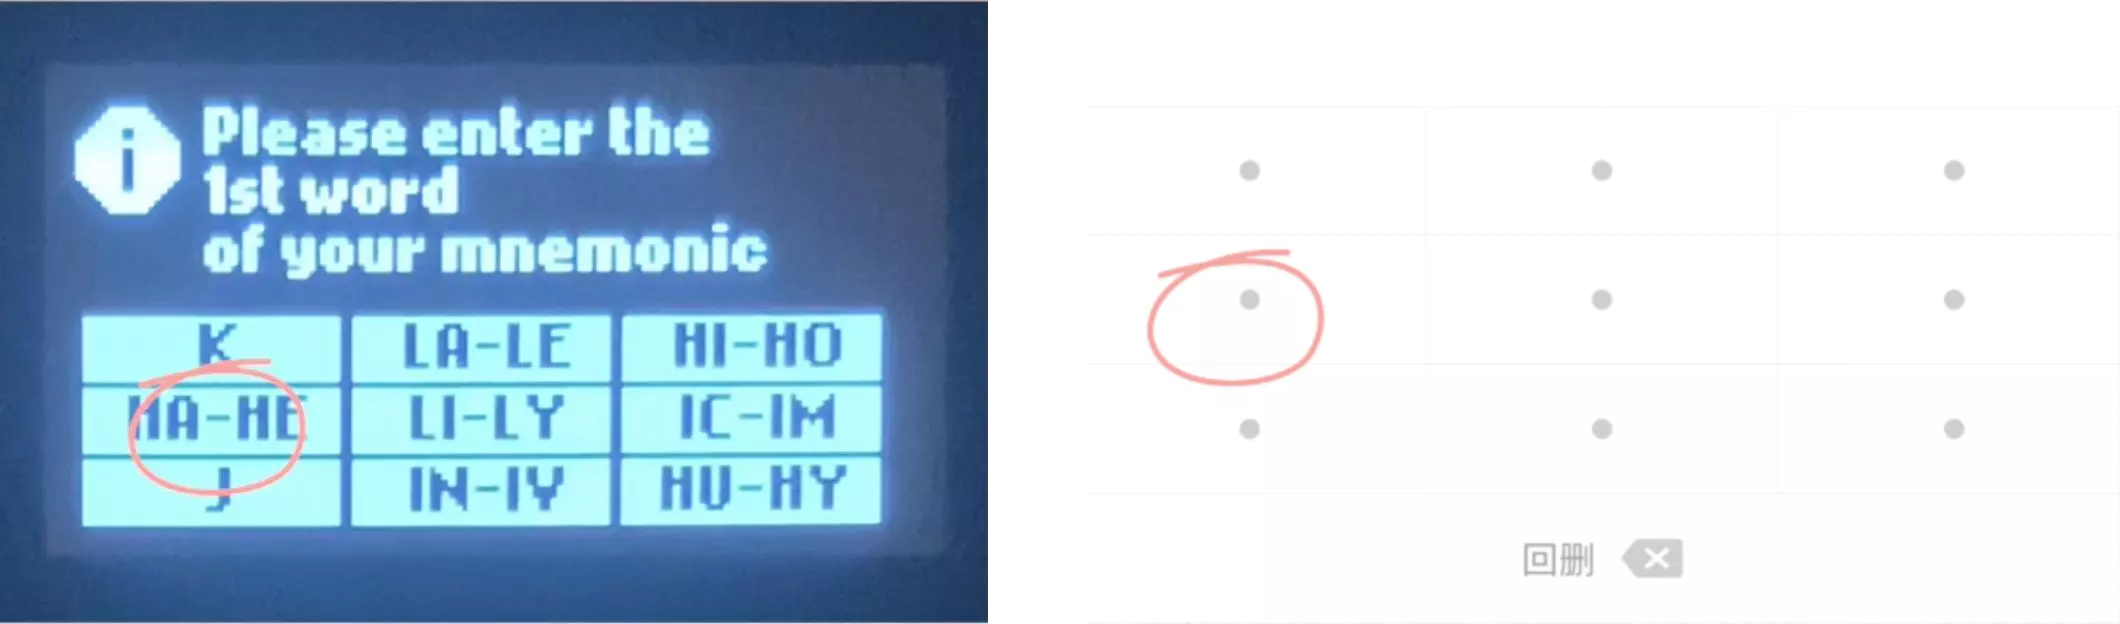 Please enter the
1st word
of your mnemonic
K LA-LE HI-HO
HA-HE LI-LY IC-IM
J IN-IY HU-HY
回删